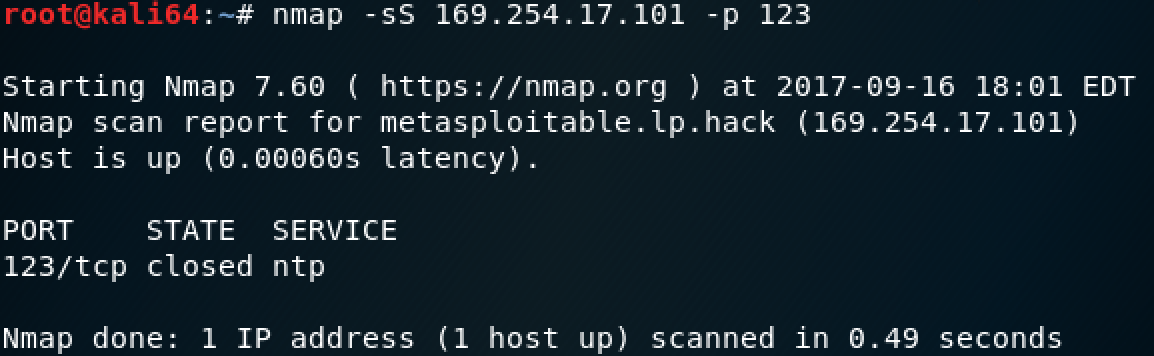 root@kali64:~# nmap -sS 169.254.17.101 -p 123
Starting Nmap 7.60 ( https://nmap.org ) at 2017-09-16 18:01 EDT
Nmap scan report for metasploitable.lp.hack (169.254.17.101)
Host is up (0.00060s latency).
PORT    STATE  SERVICE
123/tcp closed ntp
Nmap done: 1 IP address (1 host up) scanned in 0.49 seconds